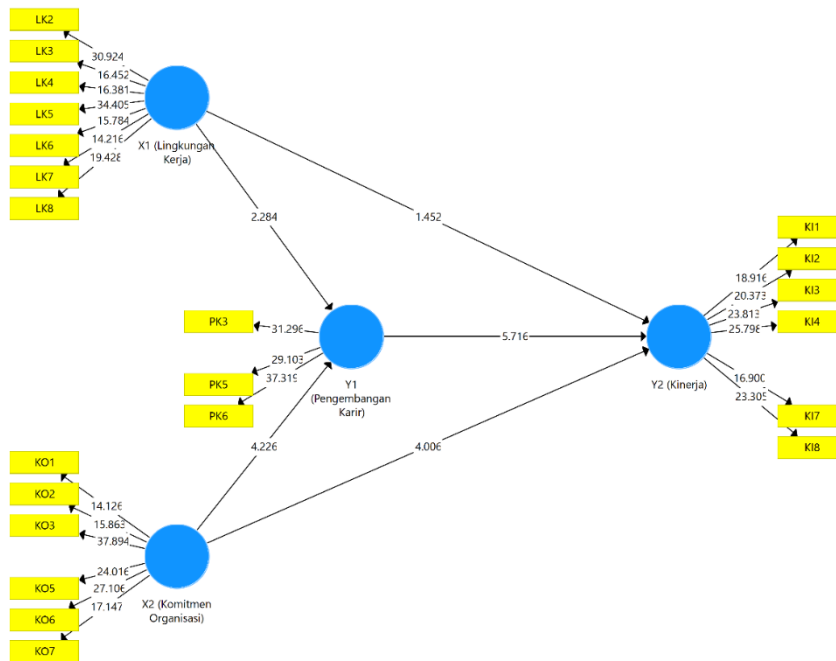 LK2
LK3
LK4
LK5
LK6
LK7
LK8
30.924
16.452
16.381
34.405
15.784
14.216
19.428
X1 (Lingkungan
Kerja)
2.284
1.452
PK3
PK5
PK6
31.296
29.103
37.319
Y1
(Pengembangan
Karir)
5.716
4.226
4.006
KI1
KI2
KI3
KI4
KI7
KI8
18.916
20.373
23.813
25.798
16.900
23.305
Y2 (Kinerja)
KO1
KO2
KO3
KO5
KO6
KO7
14.126
15.863
37.894
24.016
27.106
17.147
X2 (Komitmen
Organisasi)